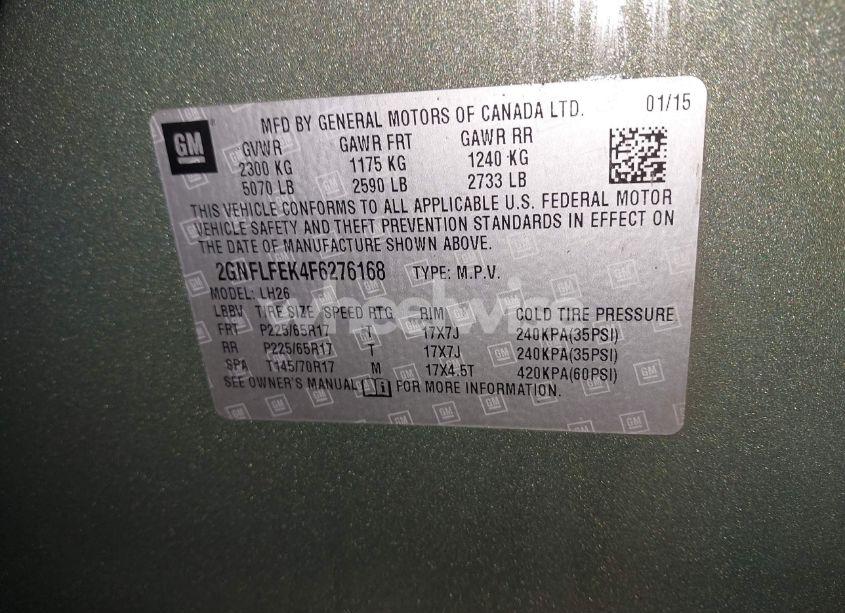 GM
MFD BY GENERAL MOTORS OF CANADA LTD. 01/15
GVWR GAWR FRT GAWR RR
2300 KG 1175 KG 1240 KG
5070 LB 2590 LB 2733 LB
THIS VEHICLE CONFORMS TO ALL APPLICABLE U.S. FEDERAL MOTOR
VEHICLE SAFETY AND THEFT PREVENTION STANDARDS IN EFFECT ON
THE DATE OF MANUFACTURE SHOWN ABOVE.
2GNFLFEK4F6276168 TYPE: M.P.V.
MODEL: LH26
LBBV TIRE SIZE SPEED RTG RIM COLD TIRE PRESSURE
FRT P225/65R17 T 17X7J 240KPA(35PSI)
RR P225/65R17 T 17X7J 240KPA(35PSI)
SPA T145/70R17 M 17X4.5T 420KPA(60PSI)
SEE OWNER'S MANUAL FOR MORE INFORMATION.
wheelwise